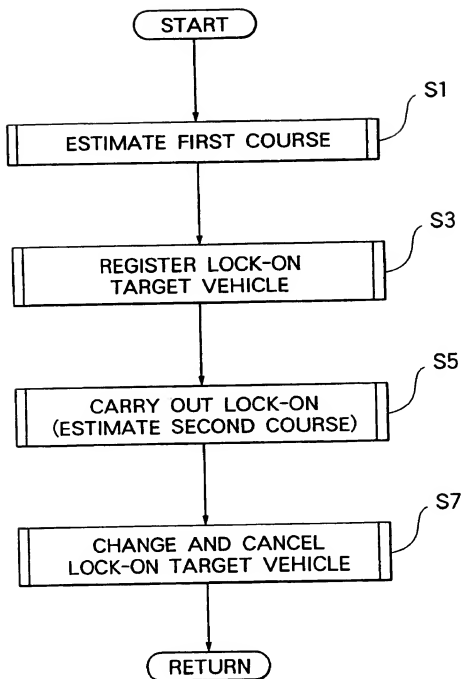 START
S1
ESTIMATE FIRST COURSE
S3
REGISTER LOCK-ON
TARGET VEHICLE
S5
CARRY OUT LOCK-ON
(ESTIMATE SECOND COURSE)
S7
CHANGE AND CANCEL
LOCK-ON TARGET VEHICLE
RETURN